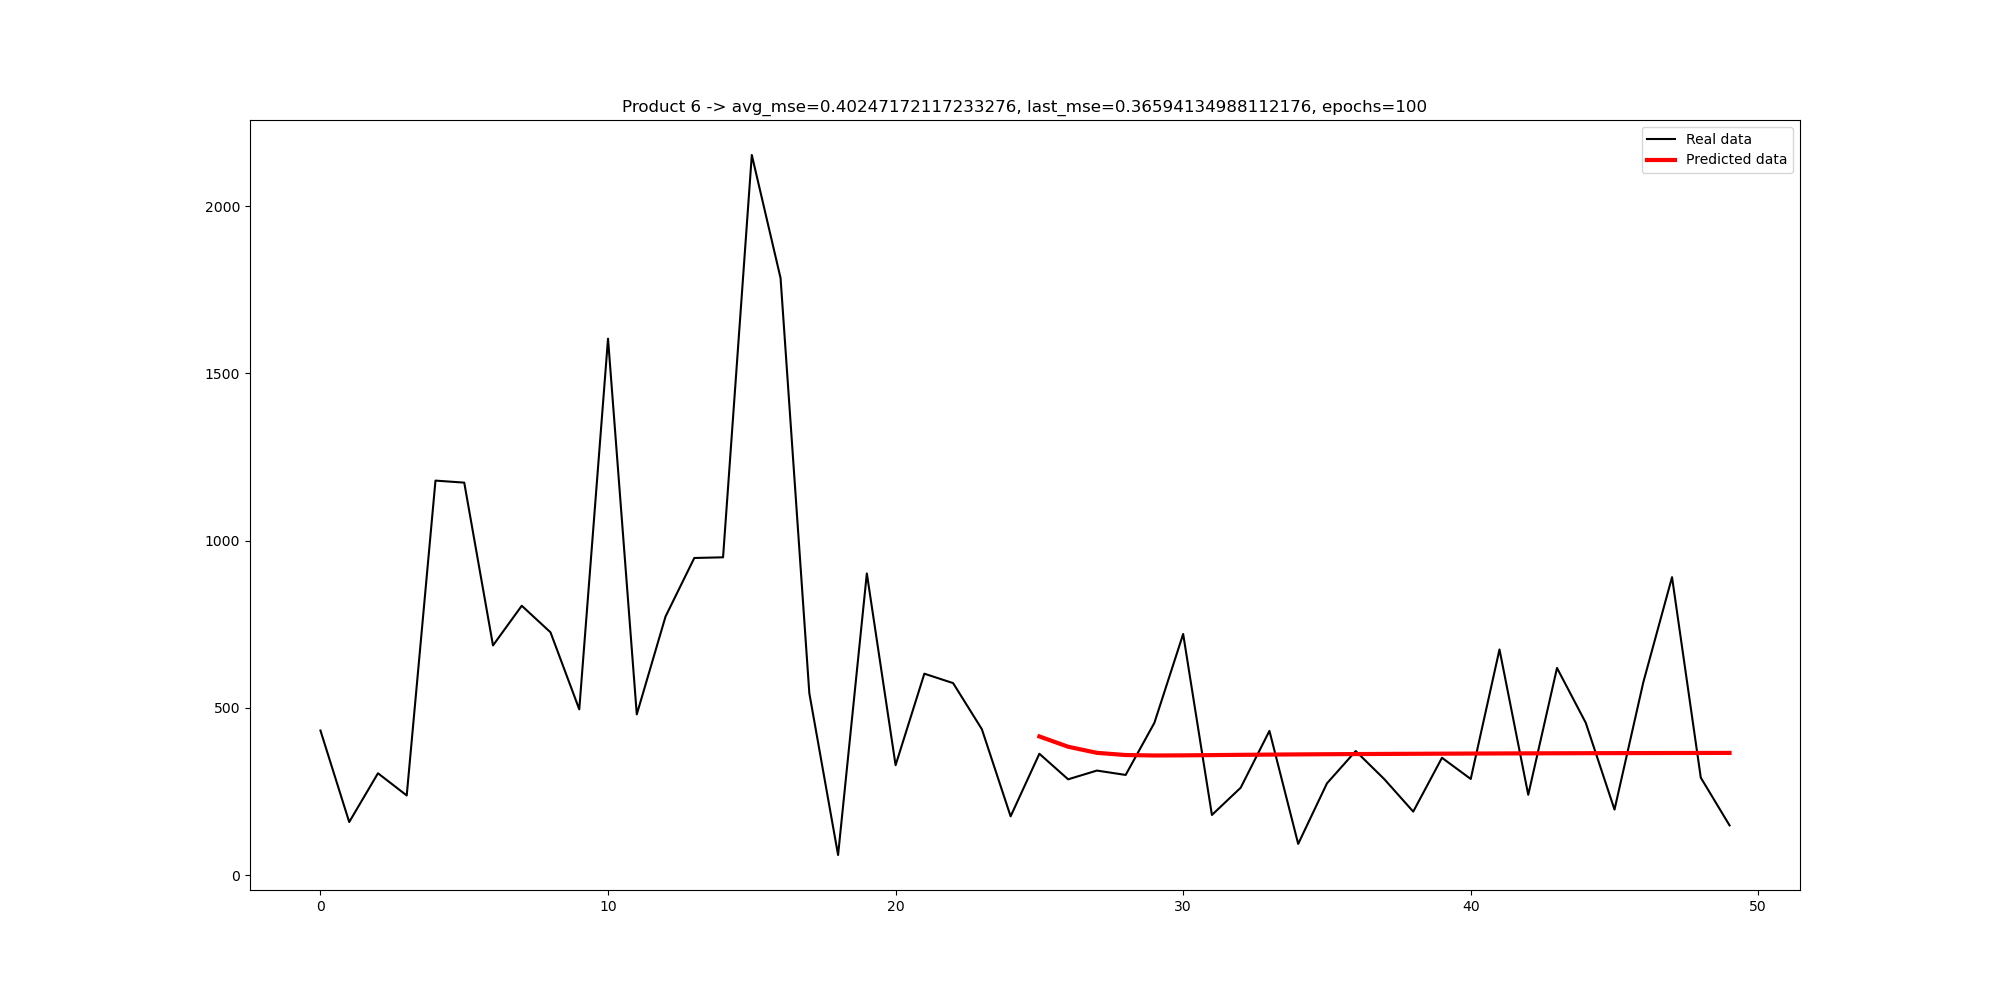 Product 6 -> avg_mse=0.40247172117233276, last_mse=0.36594134988112176, epochs=100
Real data
Predicted data
2000
1500
1000
500
0
0 10 20 30 40 50